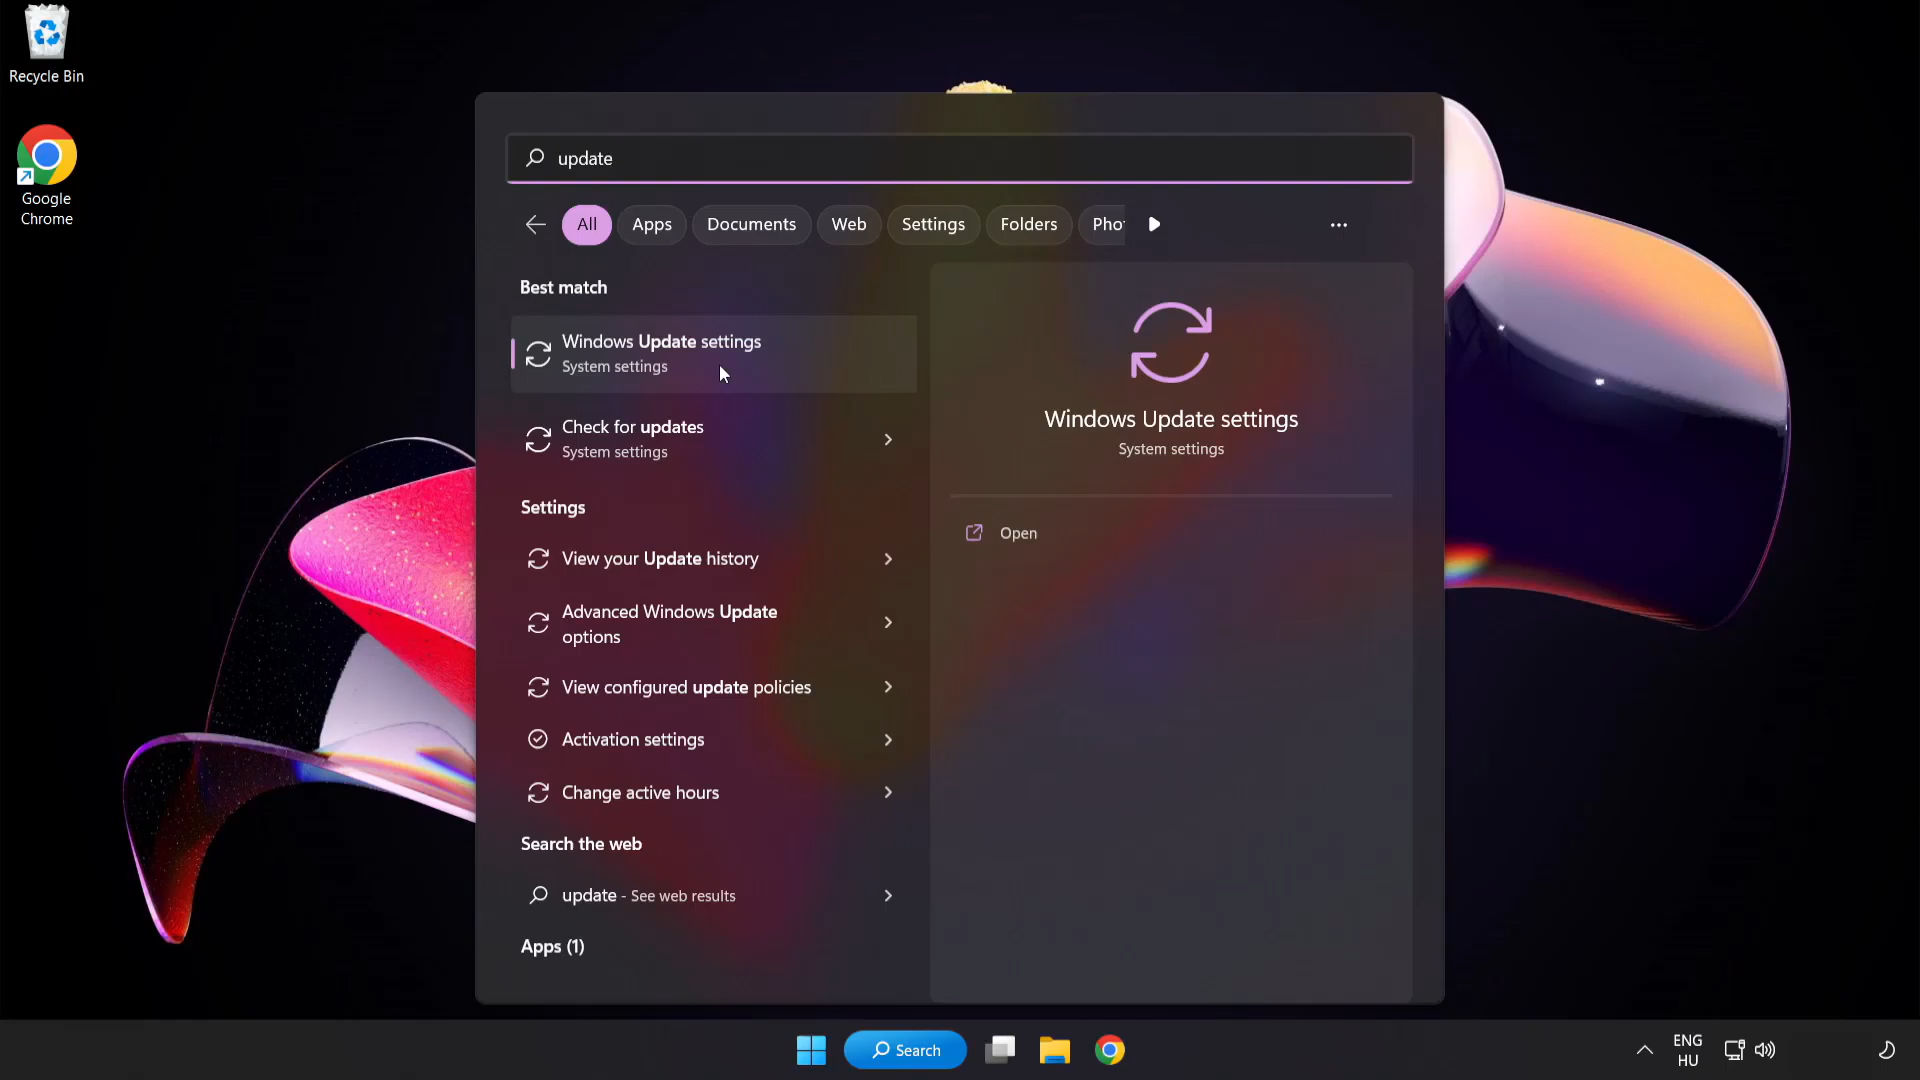 Recycle Bin
Google
Chrome
update
All
Apps
Documents
Web
Settings
Folders
Best match
Windows Update settings
System settings
Check for updates
System settings
Settings
View your Update history
Advanced Windows Update
options
View configured update policies
Activation settings
Change active hours
Search the web
update - See web results
Apps (1)
Windows Update settings
System settings
Open
Search
ENG
HU